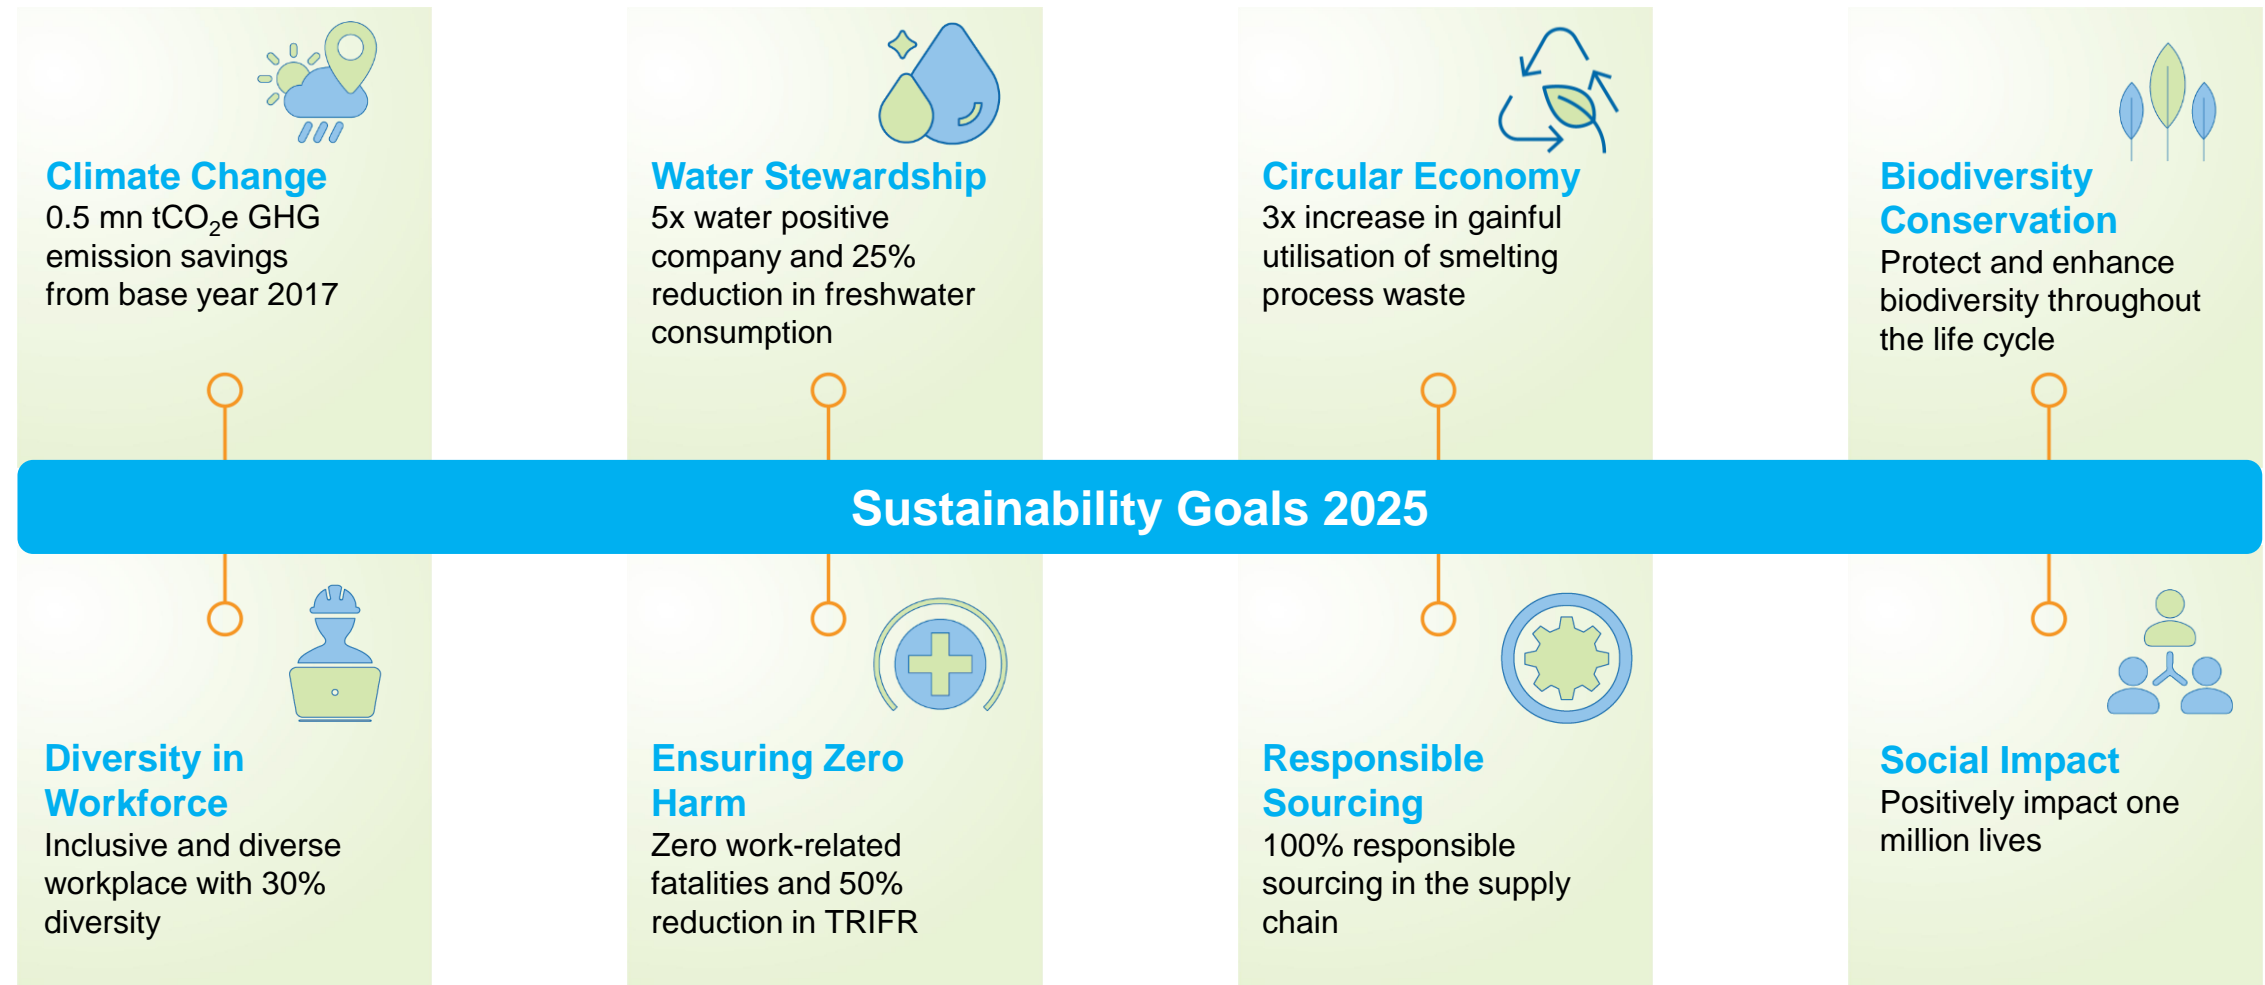 Climate Change
0.5 mn tCO₂e GHG
emission savings
from base year 2017
Water Stewardship
5x water positive
company and 25%
reduction in freshwater
consumption
Circular Economy
3x increase in gainful
utilisation of smelting
process waste
Biodiversity
Conservation
Protect and enhance
biodiversity throughout
the life cycle
Sustainability Goals 2025
Diversity in
Workforce
Inclusive and diverse
workplace with 30%
diversity
Ensuring Zero
Harm
Zero work-related
fatalities and 50%
reduction in TRIFR
Responsible
Sourcing
100% responsible
sourcing in the supply
chain
Social Impact
Positively impact one
million lives